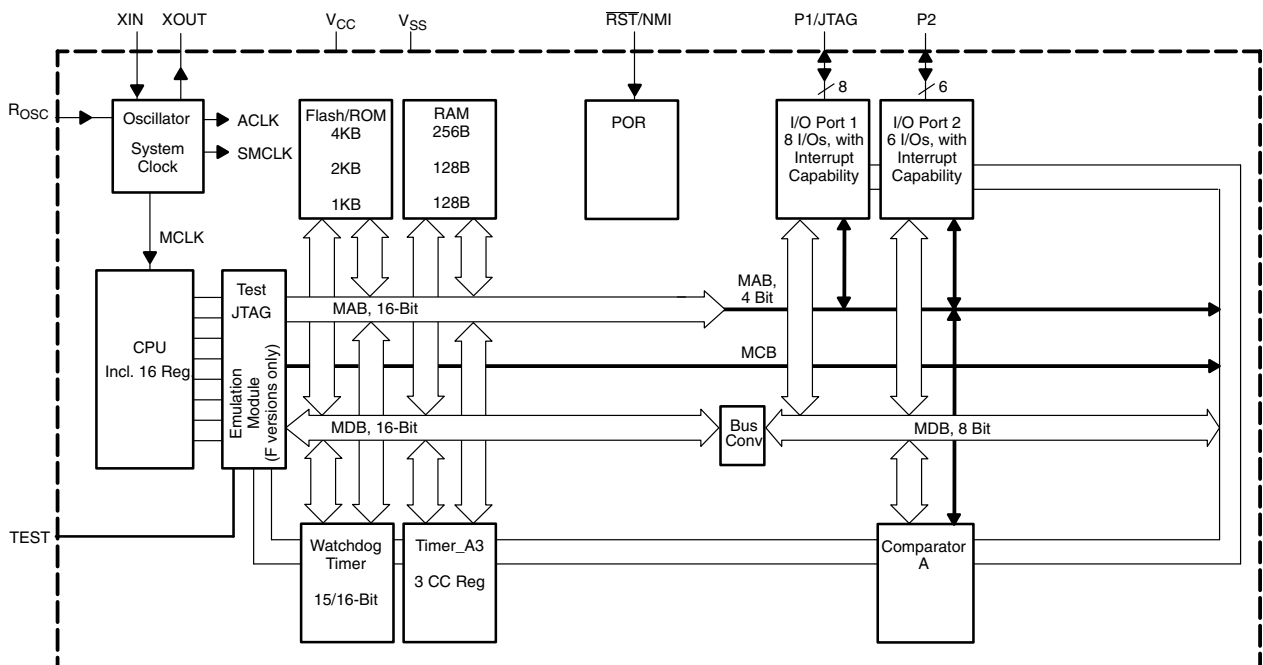 XIN XOUT VCC VSS RST/NMI P1/JTAG P2
8 6
ROSC
Oscillator
System
Clock
ACLK
SMCLK
Flash/ROM
4KB
2KB
1KB
RAM
256B
128B
128B
POR
I/O Port 1
8 I/Os, with
Interrupt
Capability
I/O Port 2
6 I/Os, with
Interrupt
Capability
MCLK
CPU
Incl. 16 Reg.
Test
JTAG
Emulation
Module
(F versions only)
MAB, 16-Bit
MAB,
4 Bit
MCB
MDB, 16-Bit
Bus
Conv
MDB, 8 Bit
TEST
Watchdog
Timer
15/16-Bit
Timer_A3
3 CC Reg
Comparator
A